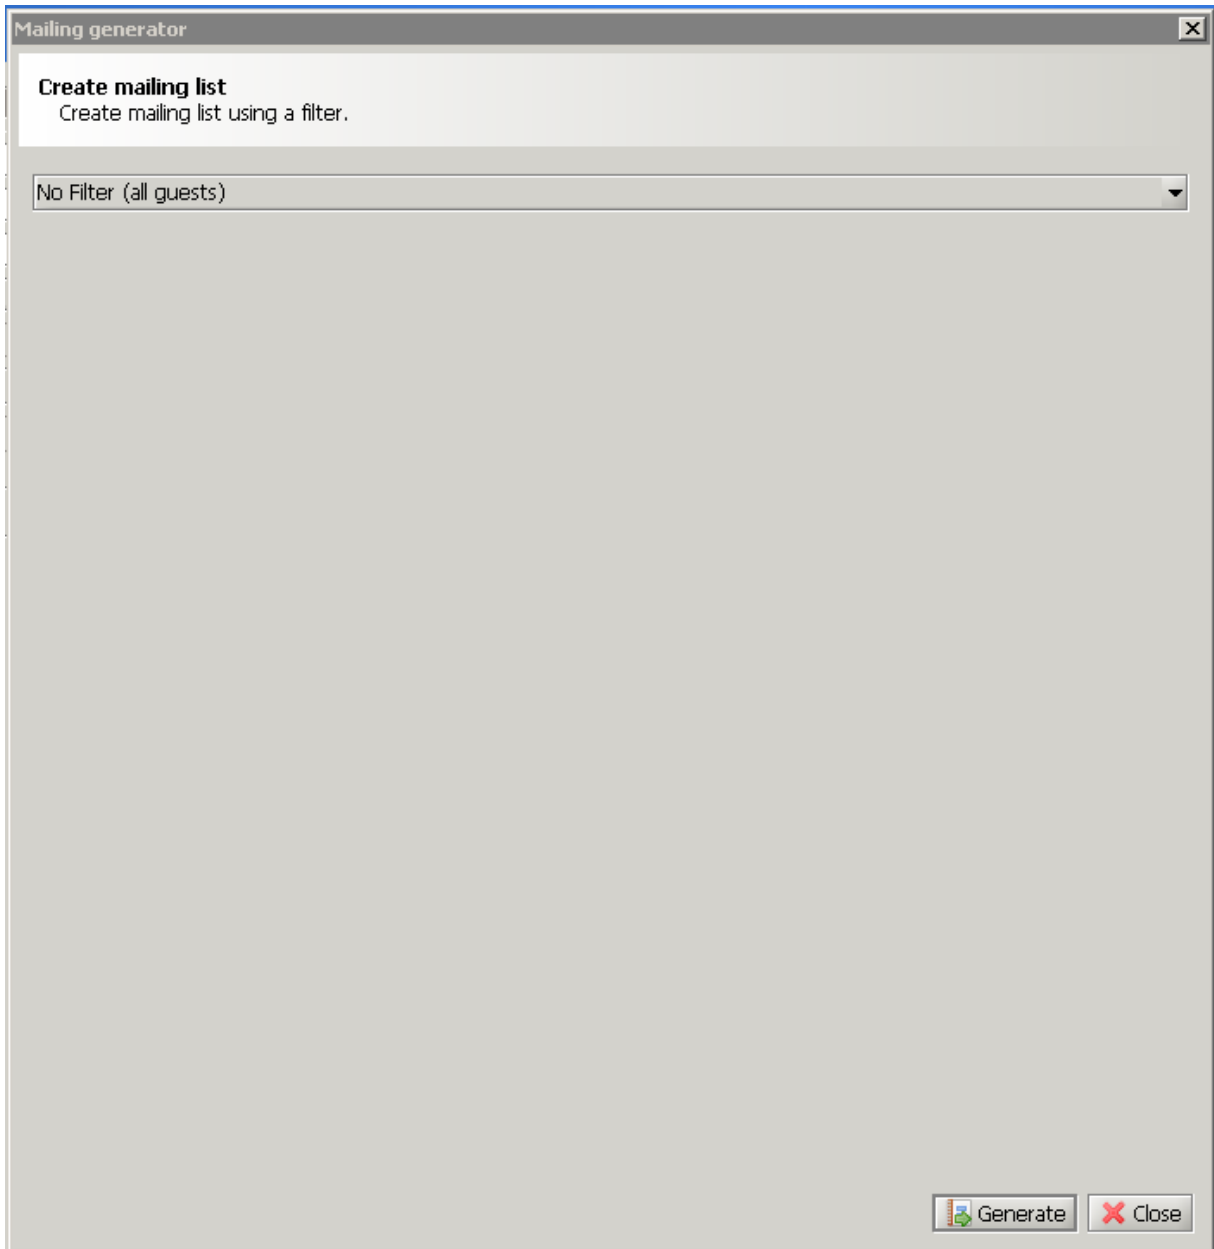 Mailing generator
Create mailing list
Create mailing list using a filter.
No Filter (all guests)
Generate
Close